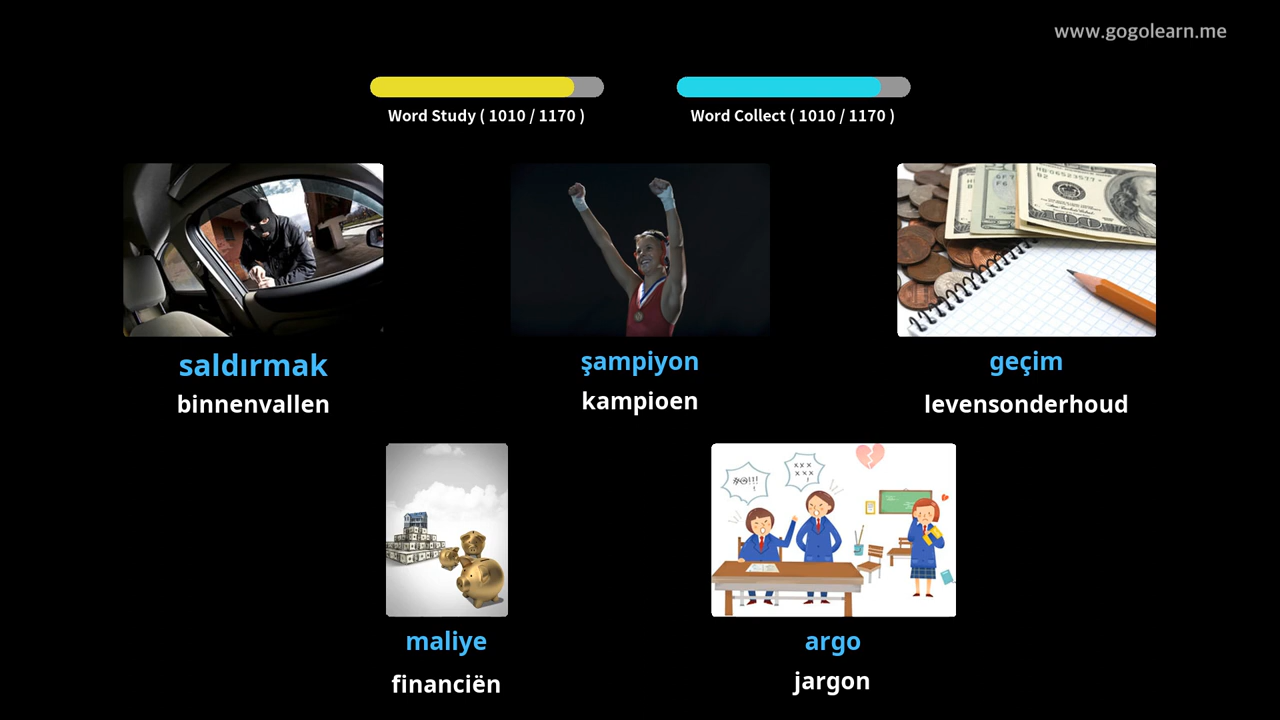 www.gogolearn.me
Word Study ( 1010 / 1170 )
Word Collect ( 1010 / 1170 )
saldırmak
binnenvallen
şampiyon
kampioen
geçim
levensonderhoud
maliye
financiën
argo
jargon